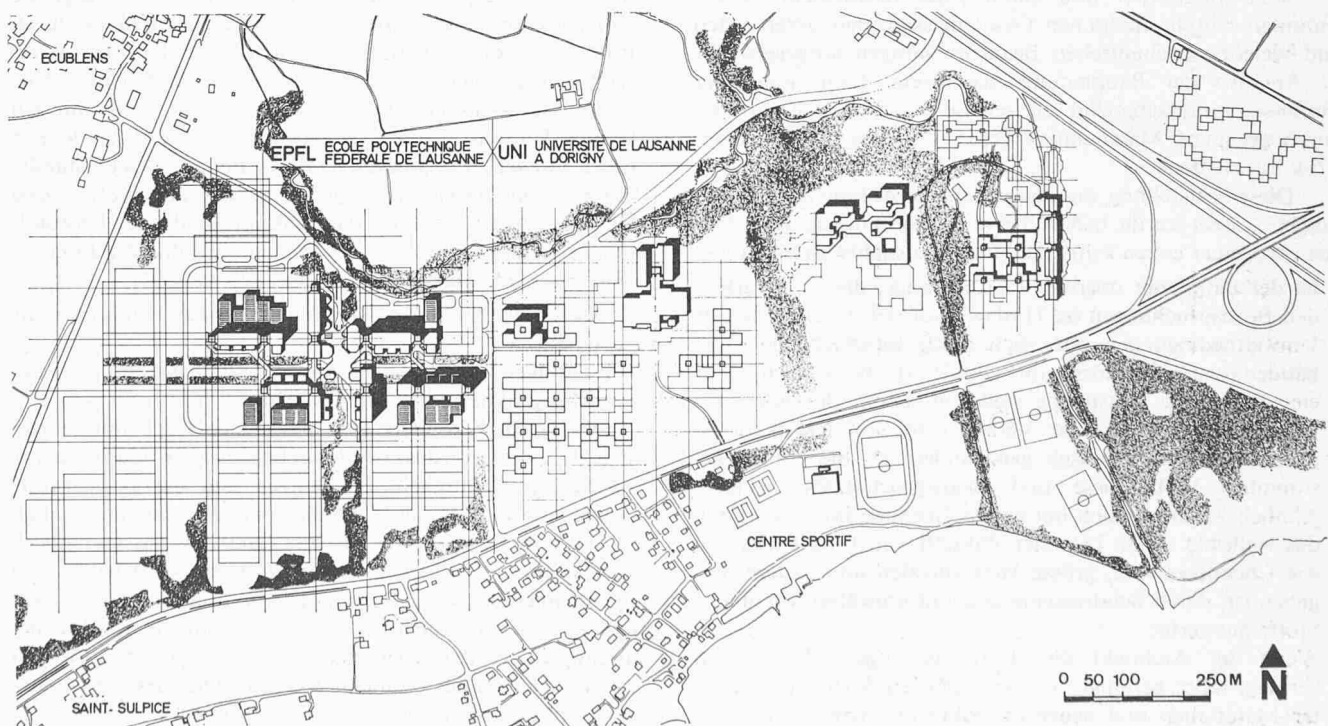 ECUBLENS
EPFL ECOLE POLYTECHNIQUE FEDERALE DE LAUSANNE
UNI UNIVERSITE DE LAUSANNE A DORIGNY
CENTRE SPORTIF
SAINT-SULPICE
0 50 100 250 M
N